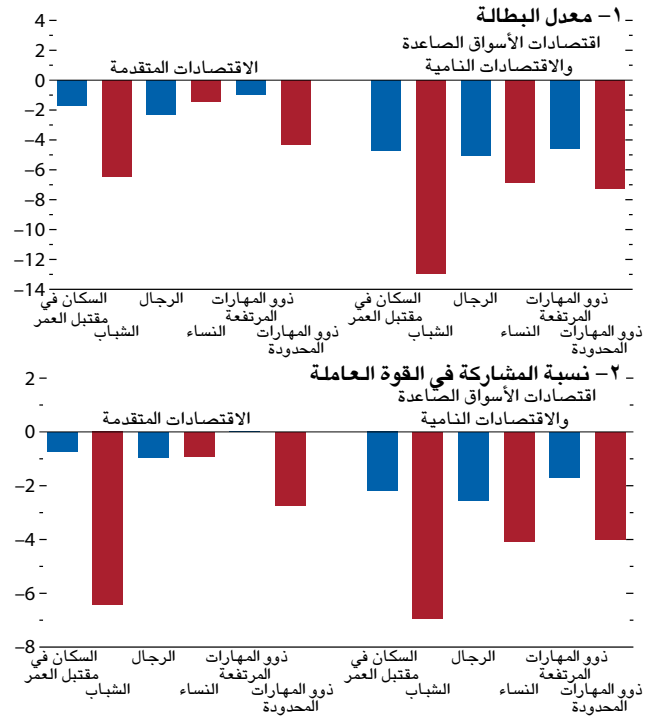 ١– معدل البطالة
اقتصادات الأسواق الصاعدة
والاقتصادات النامية
الاقتصادات المتقدمة
4
2
0
–2
–4
–6
–8
–10
–12
–14
السكان في
مقتبل العمر
الشباب
الرجال
النساء
ذوو المهارات
المرتفعة
ذوو المهارات
المحدودة
السكان في
مقتبل العمر
الشباب
الرجال
النساء
ذوو المهارات
المرتفعة
ذوو المهارات
المحدودة
٢– نسبة المشاركة في القوة العاملة
اقتصادات الأسواق الصاعدة
والاقتصادات النامية
الاقتصادات المتقدمة
2
0
–2
–4
–6
–8
السكان في
مقتبل العمر
الشباب
الرجال
النساء
ذوو المهارات
المرتفعة
ذوو المهارات
المحدودة
السكان في
مقتبل العمر
الشباب
الرجال
النساء
ذوو المهارات
المرتفعة
ذوو المهارات
المحدودة